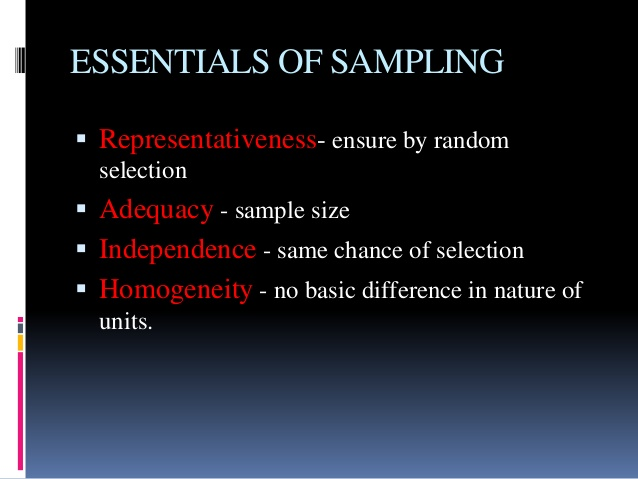 ESSENTIALS OF SAMPLING
▪ Representativeness- ensure by random
selection
▪ Adequacy - sample size
▪ Independence - same chance of selection
▪ Homogeneity - no basic difference in nature of
units.